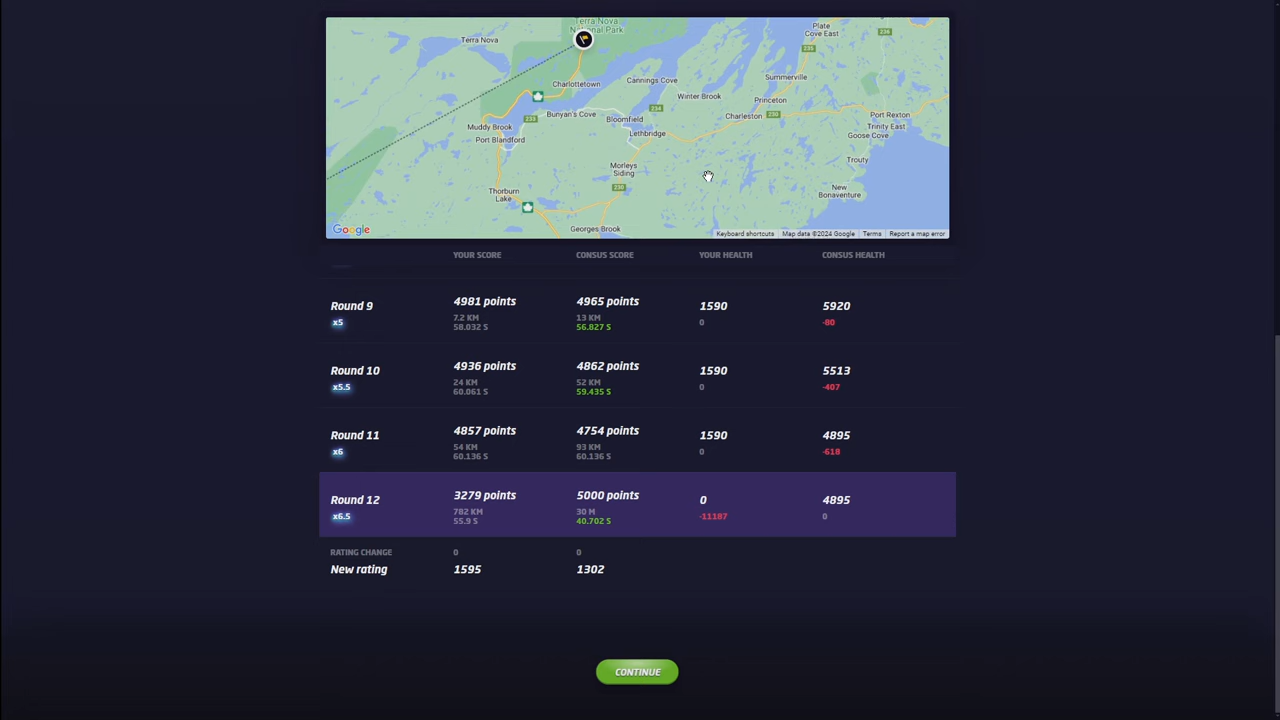 Terra Nova
National Park
Terra Nova
Plate
Cove East
236
235
Charlottetown
Cannings Cove
Summerville
Winter Brook
Princeton
234
233
Bunyan's Cove
Bloomfield
Charleston
230
Port Rexton
Muddy Brook
Trinity East
Lethbridge
Goose Cove
Port Blandford
Trouty
Morleys
Siding
230
Thorburn
Lake
New
Bonaventure
Georges Brook
Google
Keyboard shortcuts
Map data ©2024 Google
Terms
Report a map error
YOUR SCORE CONSUS SCORE YOUR HEALTH CONSUS HEALTH
Round 9 4981 points 4965 points 1590 5920
x5 7.2 KM 13 KM 0 -80
58.032 S 56.827 S
Round 10 4936 points 4862 points 1590 5513
x5.5 24 KM 52 KM 0 -407
60.061 S 59.435 S
Round 11 4857 points 4754 points 1590 4895
x6 54 KM 93 KM 0 -618
60.136 S 60.136 S
Round 12 3279 points 5000 points 0 4895
x6.5 782 KM 30 M -11187 0
55.9 S 40.702 S
RATING CHANGE 0 0
New rating 1595 1302
CONTINUE